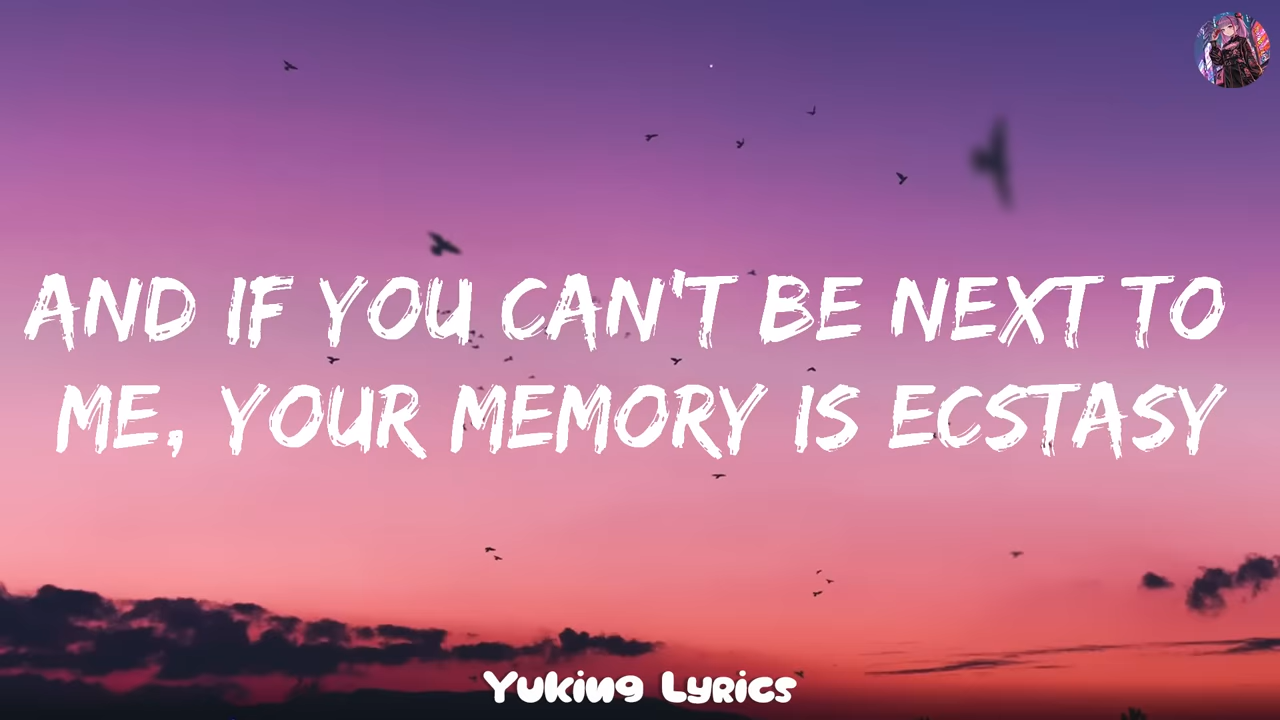 AND IF YOU CAN'T BE NEXT TO
ME, YOUR MEMORY IS ECSTASY
Yuking Lyrics